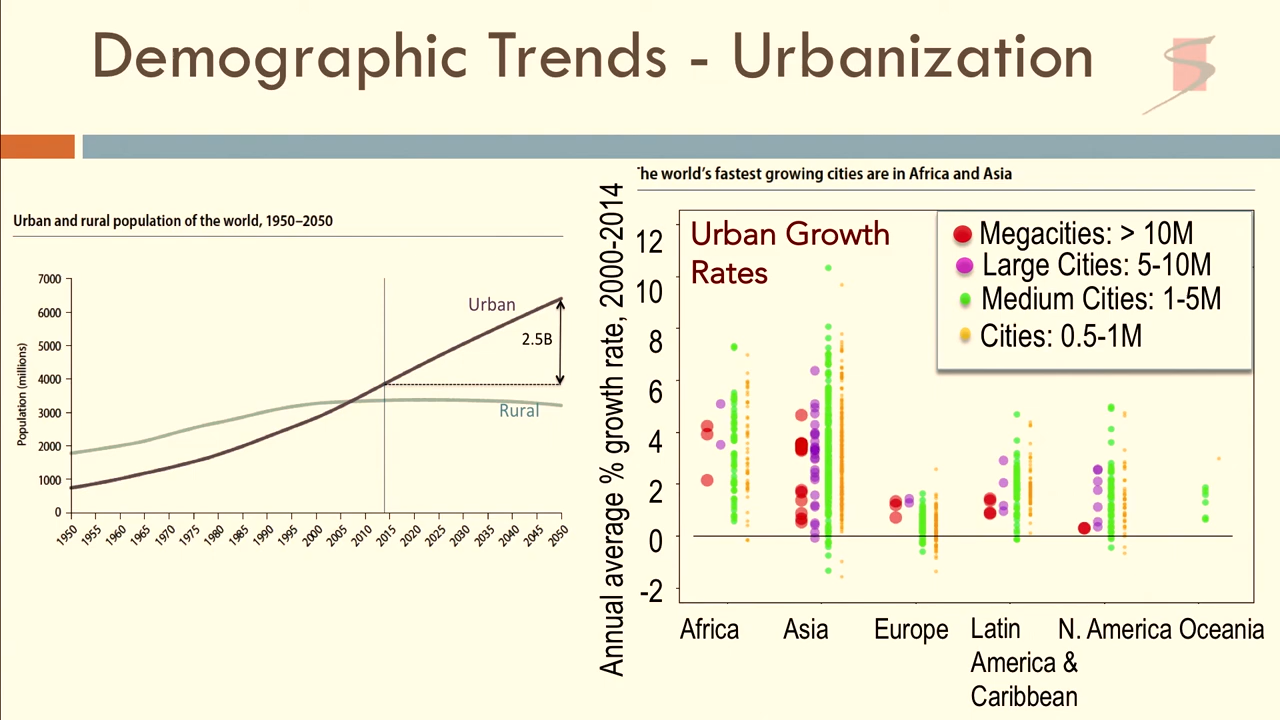 Demographic Trends - Urbanization
Urban and rural population of the world, 1950–2050
Population (millions)
7000
6000
5000
4000
3000
2000
1000
0
Urban
2.5B
Rural
1950 1955 1960 1965 1970 1975 1980 1985 1990 1995 2000 2005 2010 2015 2020 2025 2030 2035 2040 2045 2050
he world's fastest growing cities are in Africa and Asia
Annual average % growth rate, 2000-2014
12
10
8
6
4
2
0
-2
Urban Growth
Rates
Megacities: > 10M
Large Cities: 5-10M
Medium Cities: 1-5M
Cities: 0.5-1M
Africa Asia Europe Latin N. America Oceania
America &
Caribbean